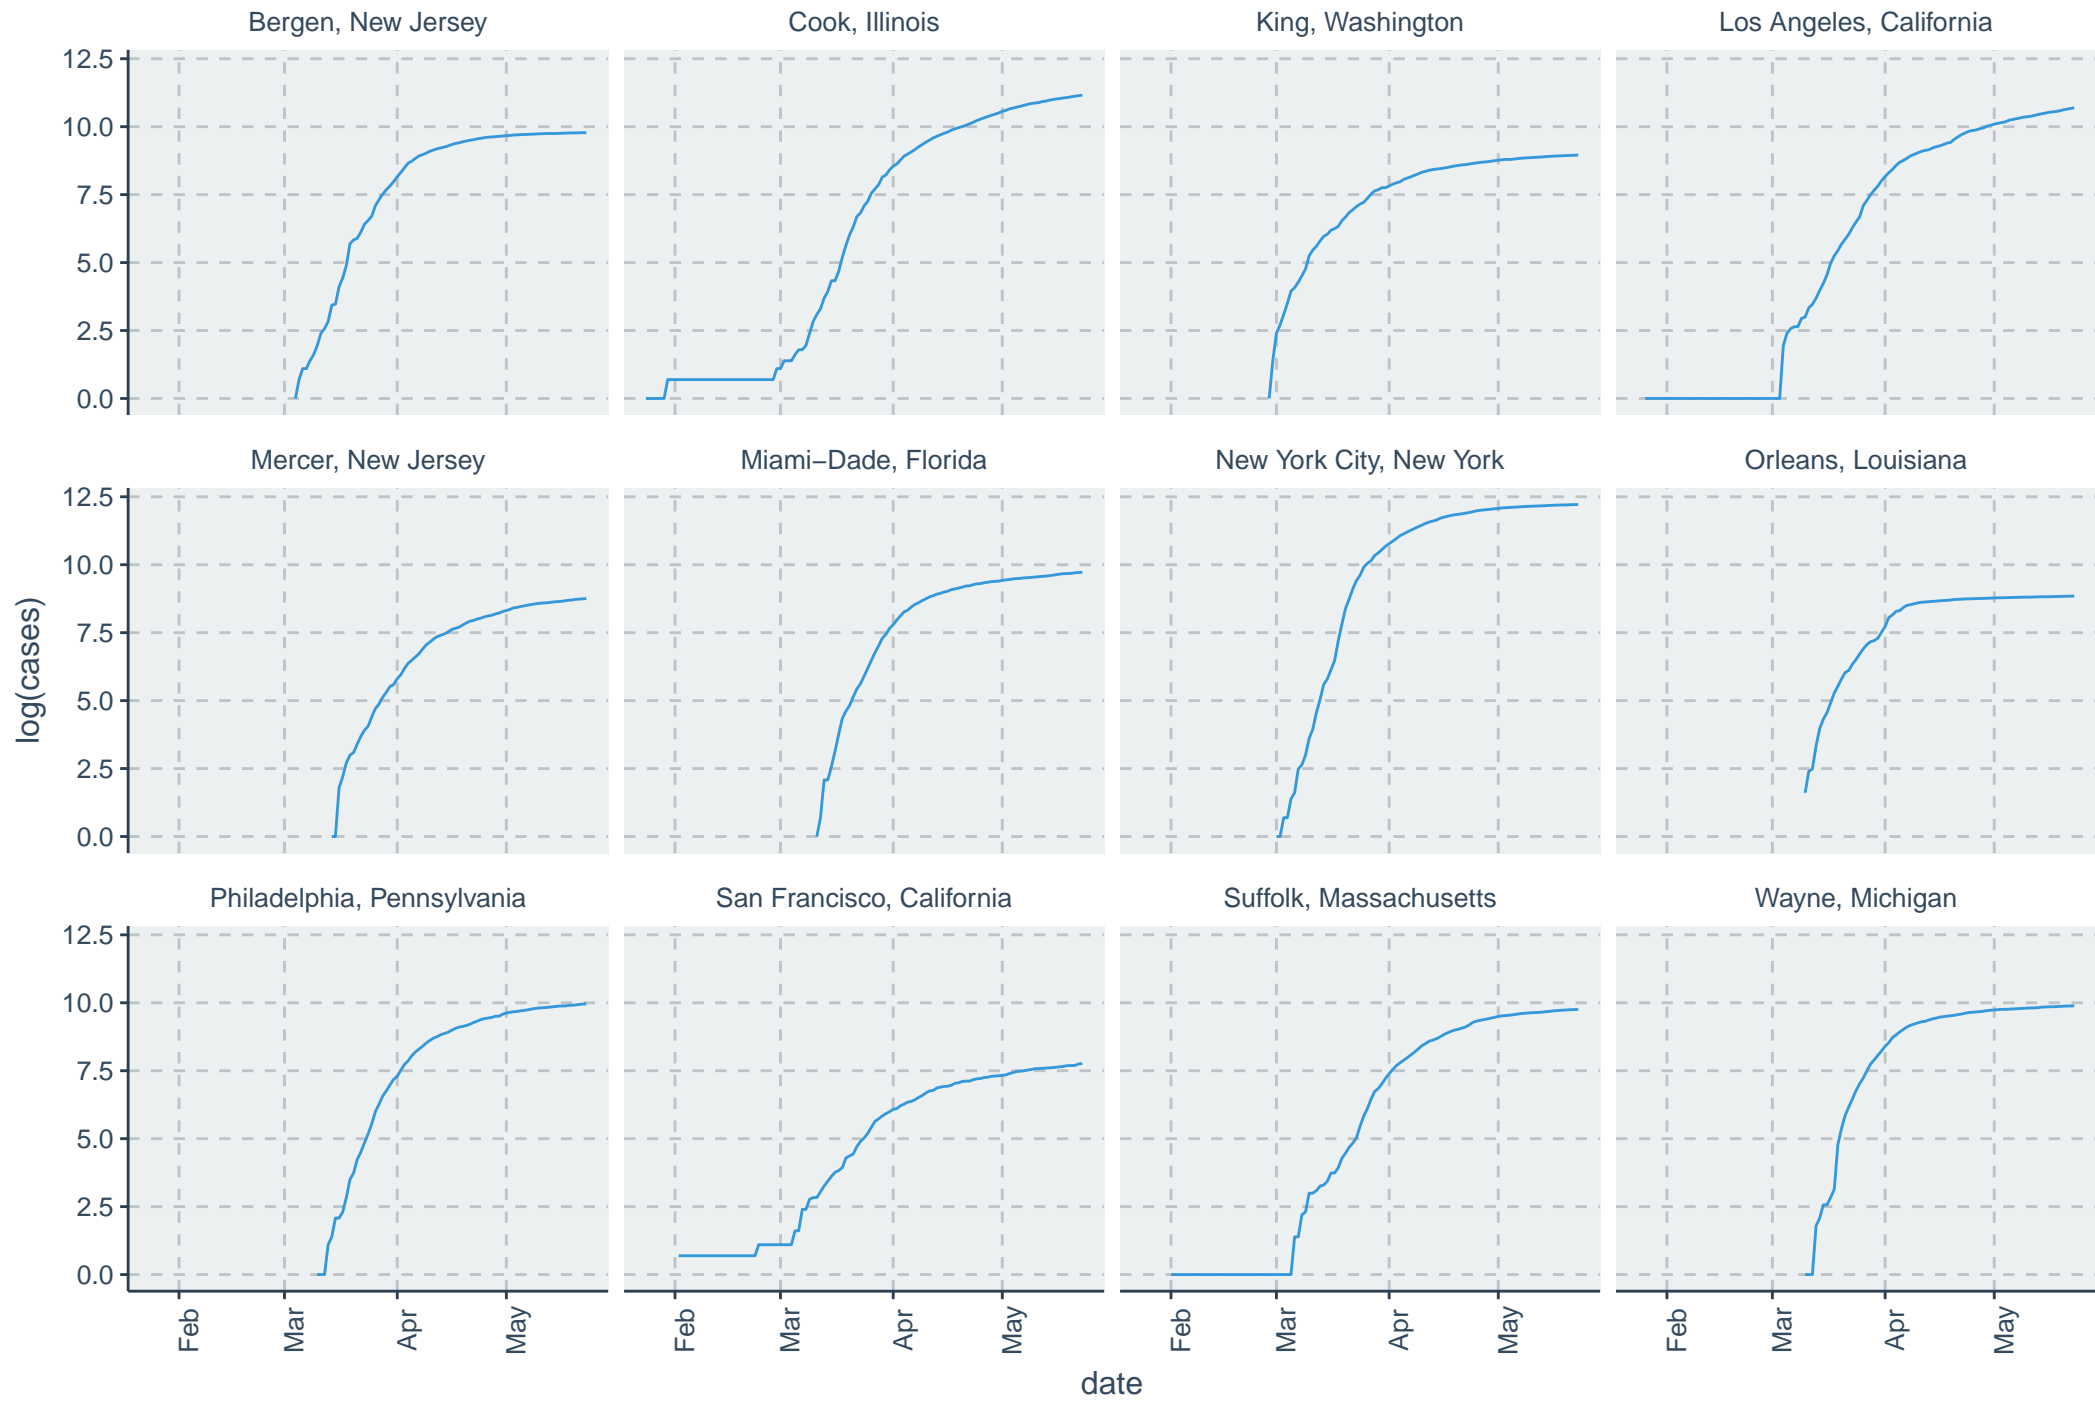 Bergen, New Jersey
Cook, Illinois
King, Washington
Los Angeles, California
12.5
10.0
7.5
5.0
2.5
0.0
Mercer, New Jersey
Miami−Dade, Florida
New York City, New York
Orleans, Louisiana
12.5
10.0
7.5
5.0
2.5
0.0
log(cases)
Philadelphia, Pennsylvania
San Francisco, California
Suffolk, Massachusetts
Wayne, Michigan
12.5
10.0
7.5
5.0
2.5
0.0
Feb
Mar
Apr
May
Feb
Mar
Apr
May
Feb
Mar
Apr
May
Feb
Mar
Apr
May
date